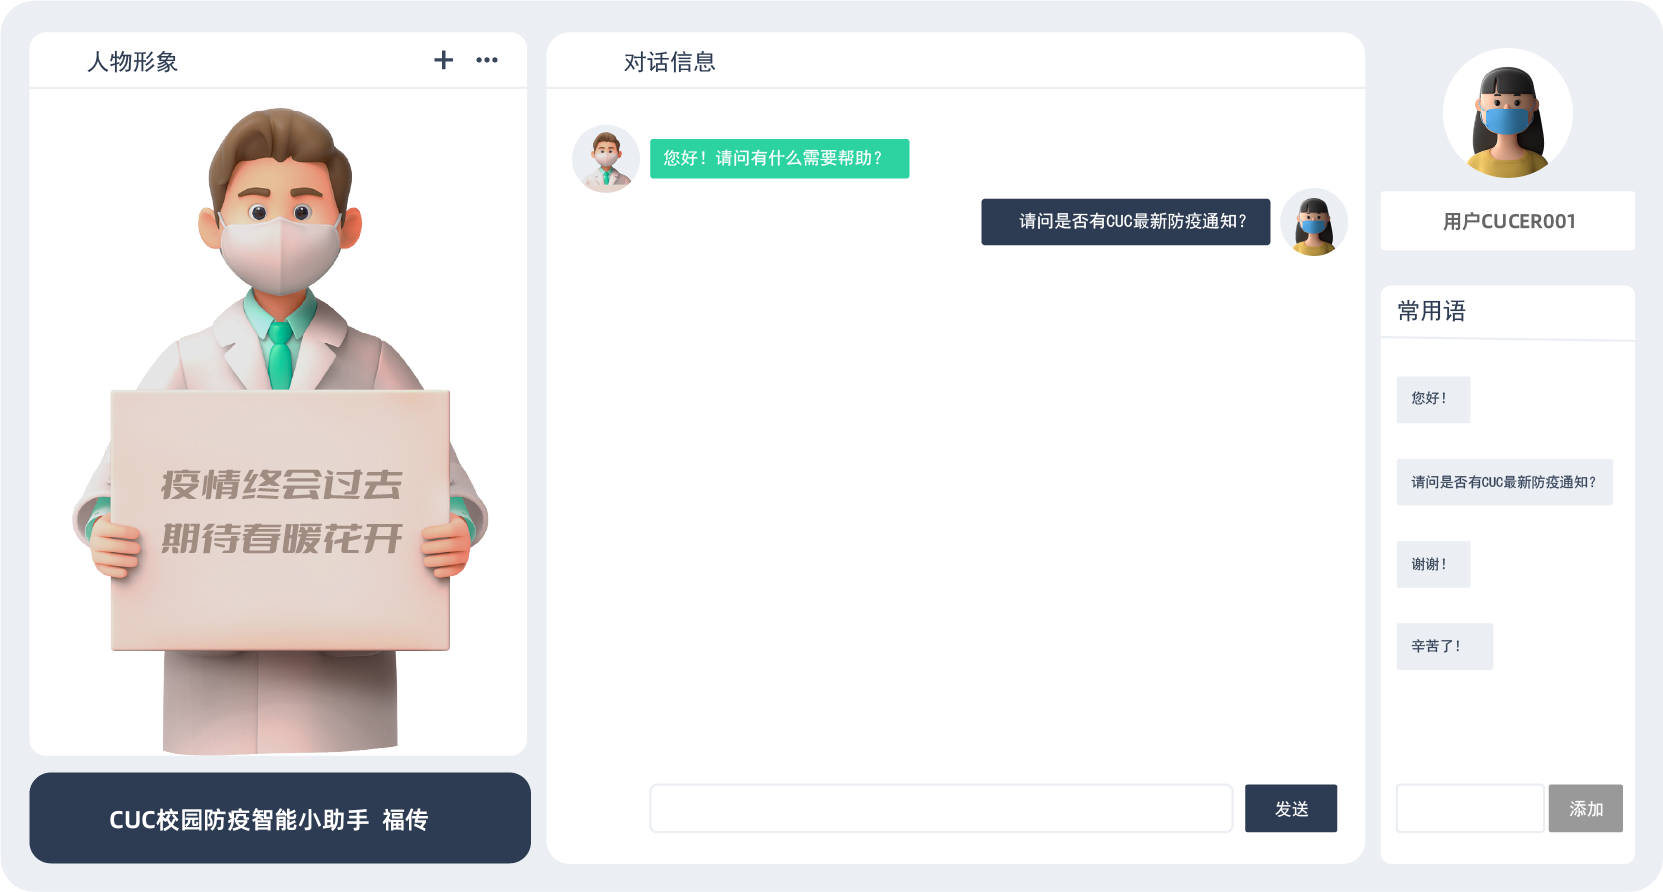 人物形象
疫情终会过去
期待春暖花开
CUC校园防疫智能小助手 福传
对话信息
您好！请问有什么需要帮助？
请问是否有CUC最新防疫通知？
发送
用户CUCER001
常用语
您好！
请问是否有CUC最新防疫通知？
谢谢！
辛苦了！
添加